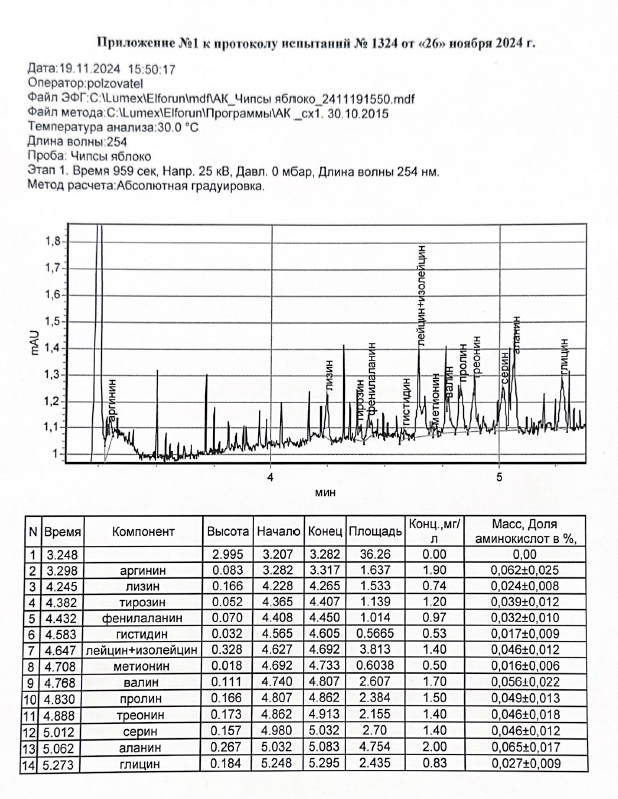 Приложение №1 к протоколу испытаний № 1324 от «26» ноября 2024 г.
Дата:19.11.2024 15:50:17
Оператор:polzovatel
Файл ЭФГ:C:\Lumex\Elforun\mdf\АК_Чипсы яблоко_2411191550.mdf
Файл метода:C:\Lumex\Elforun\Программы\АК _сх1. 30.10.2015
Температура анализа:30.0 °C
Длина волны:254
Проба: Чипсы яблоко
Этап 1. Время 959 сек, Напр. 25 кВ, Давл. 0 мбар, Длина волны 254 нм.
Метод расчета:Абсолютная градуировка.
mAU
1,8
1,7
1,6
1,5
1,4
1,3
1,2
1,1
1
аргинин
лизин
тирозин
фенилаланин
гистидин
лейцин+изолейцин
метионин
валин
пролин
треонин
серин
аланин
глицин
4 5
мин
N Время Компонент Высота Начало Конец Площадь Конц.,мг/л Масс, Доля аминокислот в %,
1 3.248 2.995 3.207 3.282 36.26 0.00 0,00
2 3.298 аргинин 0.083 3.282 3.317 1.637 1.90 0,062±0,025
3 4.245 лизин 0.166 4.228 4.265 1.533 0.74 0,024±0,008
4 4.382 тирозин 0.052 4.365 4.407 1.139 1.20 0,039±0,012
5 4.432 фенилаланин 0.070 4.408 4.450 1.014 0.97 0,032±0,010
6 4.583 гистидин 0.032 4.565 4.605 0.5665 0.53 0,017±0,009
7 4.647 лейцин+изолейцин 0.328 4.627 4.692 3.813 1.40 0,046±0,012
8 4.708 метионин 0.018 4.692 4.733 0.6038 0.50 0,016±0,006
9 4.768 валин 0.111 4.740 4.807 2.607 1.70 0,056±0,022
10 4.830 пролин 0.166 4.807 4.862 2.384 1.50 0,049±0,013
11 4.888 треонин 0.173 4.862 4.913 2.155 1.40 0,046±0,018
12 5.012 серин 0.157 4.980 5.032 2.70 1.40 0,046±0,012
13 5.062 аланин 0.267 5.032 5.083 4.754 2.00 0,065±0,017
14 5.273 глицин 0.184 5.248 5.295 2.435 0.83 0,027±0,009